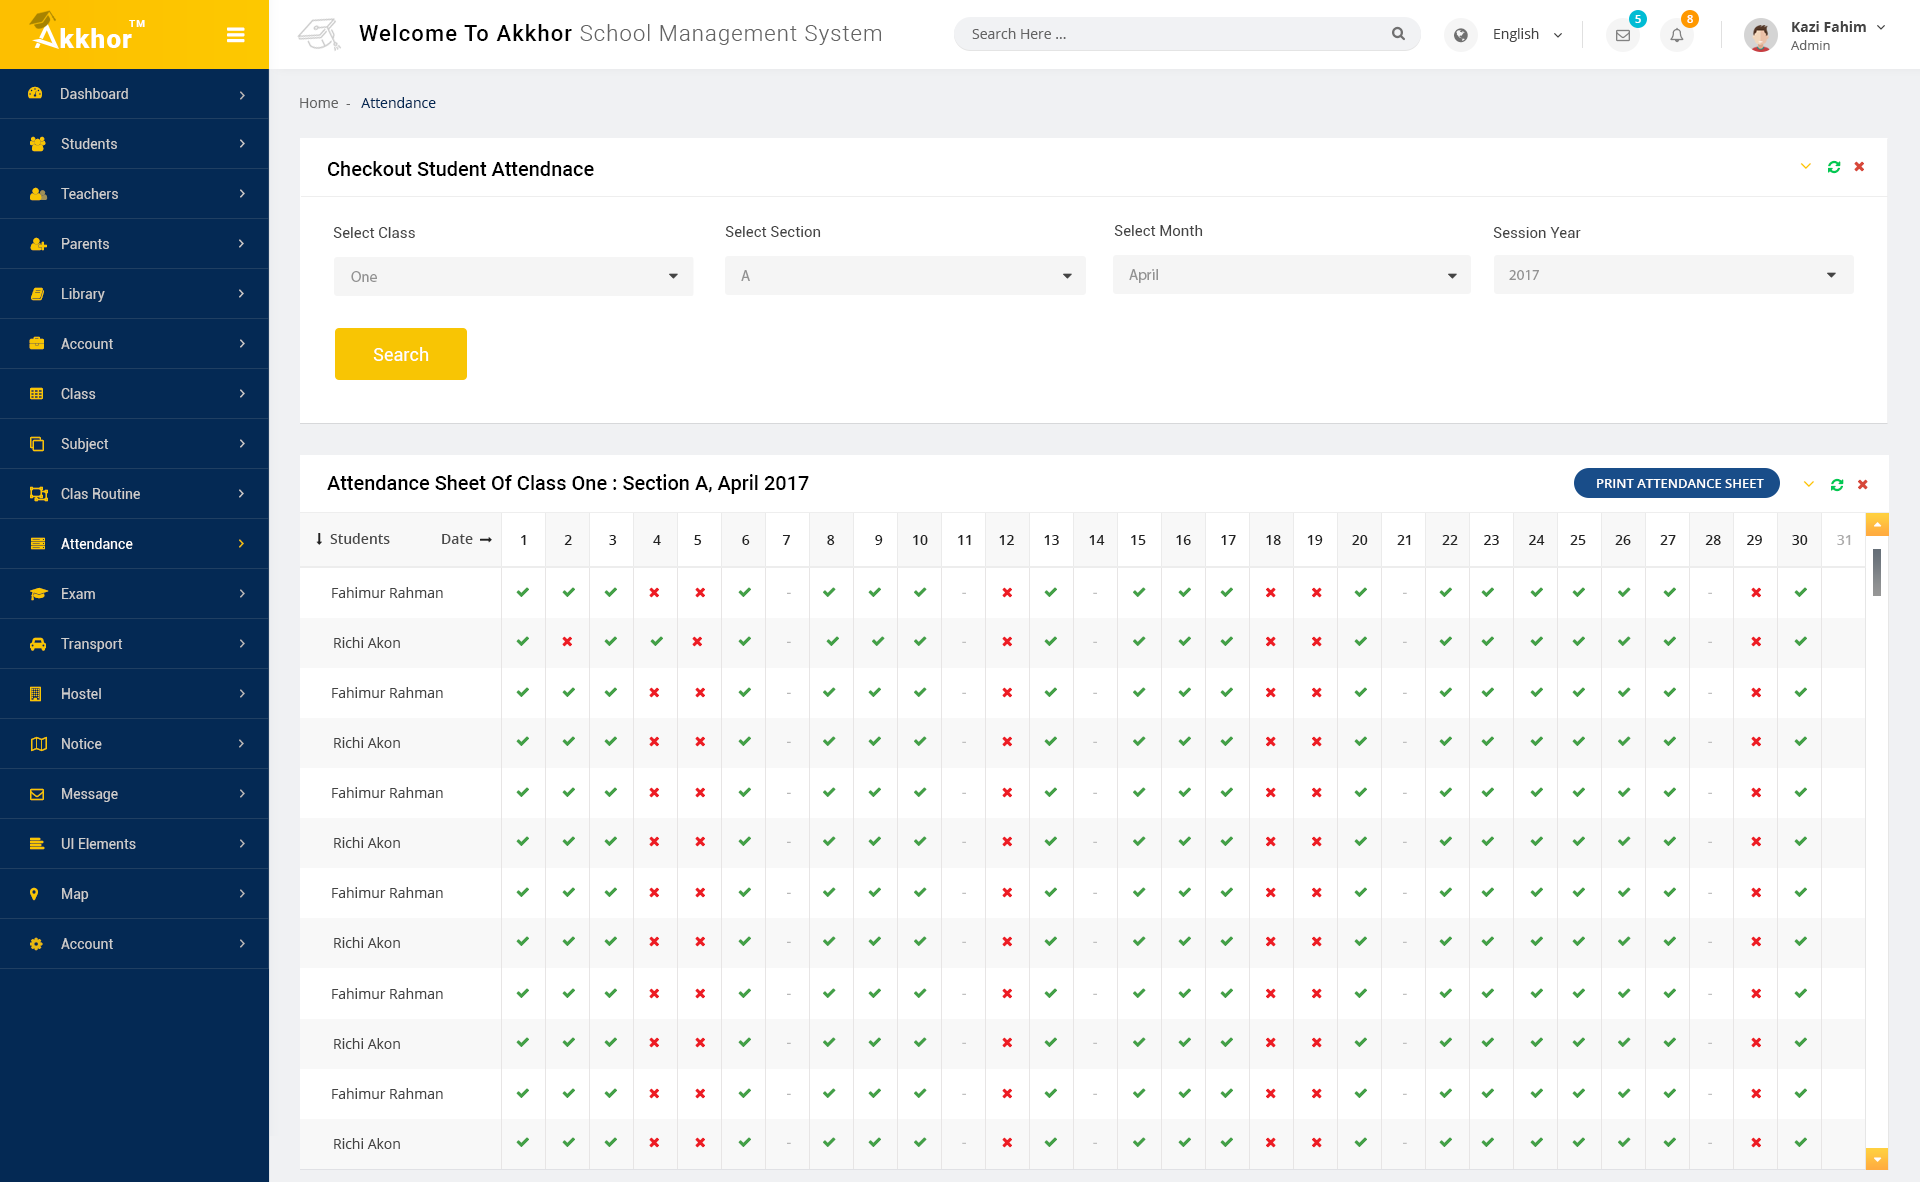 Akkhor TM
Welcome To Akkhor School Management System
Search Here ...
English
5
8
Kazi Fahim
Admin
Dashboard
Students
Teachers
Parents
Library
Account
Class
Subject
Clas Routine
Attendance
Exam
Transport
Hostel
Notice
Message
UI Elements
Map
Account
Home - Attendance
Checkout Student Attendnace
Select Class Select Section Select Month Session Year
One A April 2017
Search
Attendance Sheet Of Class One : Section A, April 2017
PRINT ATTENDANCE SHEET
Students Date 1 2 3 4 5 6 7 8 9 10 11 12 13 14 15 16 17 18 19 20 21 22 23 24 25 26 27 28 29 30 31
Fahimur Rahman - - - - -
Richi Akon - - - - -
Fahimur Rahman - - - - -
Richi Akon - - - - -
Fahimur Rahman - - - - -
Richi Akon - - - - -
Fahimur Rahman - - - - -
Richi Akon - - - - -
Fahimur Rahman - - - - -
Richi Akon - - - - -
Fahimur Rahman - - - - -
Richi Akon - - - - -